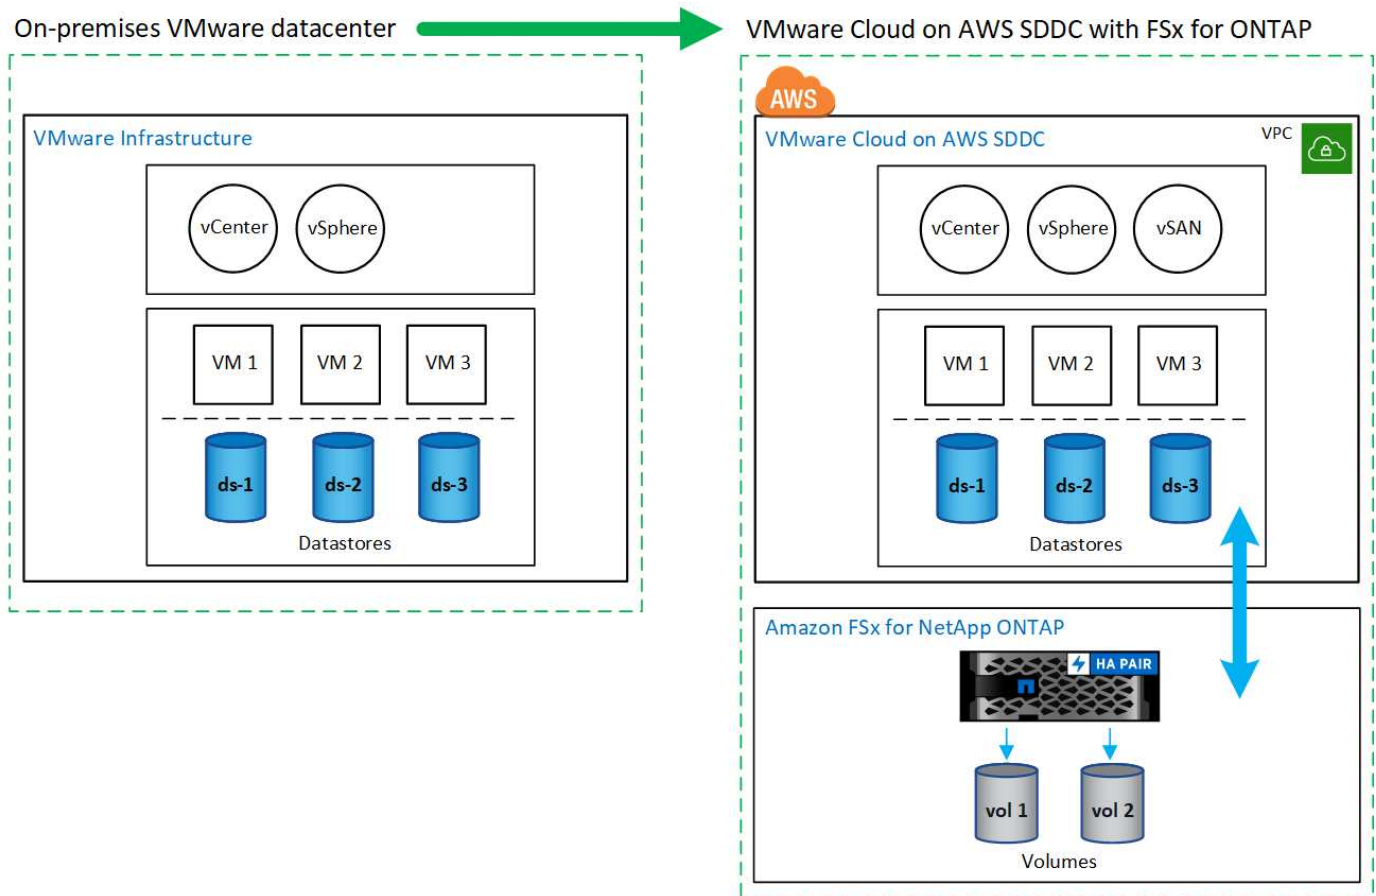 On-premises VMware datacenter
VMware Cloud on AWS SDDC with FSx for ONTAP
VMware Infrastructure
vCenter
vSphere
VM 1
VM 2
VM 3
ds-1
ds-2
ds-3
Datastores
AWS
VMware Cloud on AWS SDDC
VPC
vCenter
vSphere
vSAN
VM 1
VM 2
VM 3
ds-1
ds-2
ds-3
Datastores
Amazon FSx for NetApp ONTAP
HA PAIR
vol 1
vol 2
Volumes